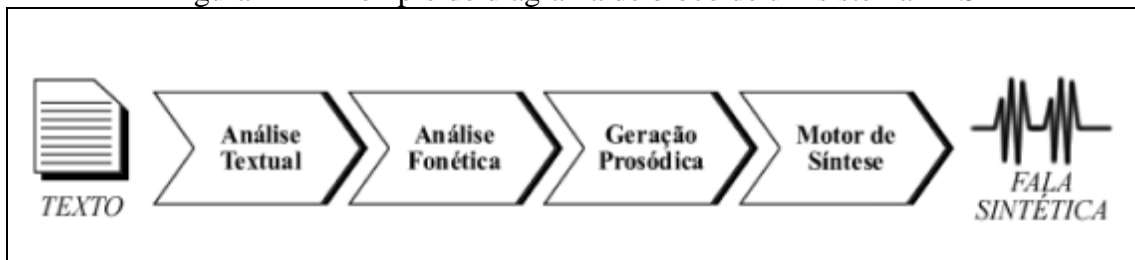 Análise
Textual
Análise
Fonética
Geração
Prosódica
Motor de
Síntese
TEXTO
FALA
SINTÉTICA